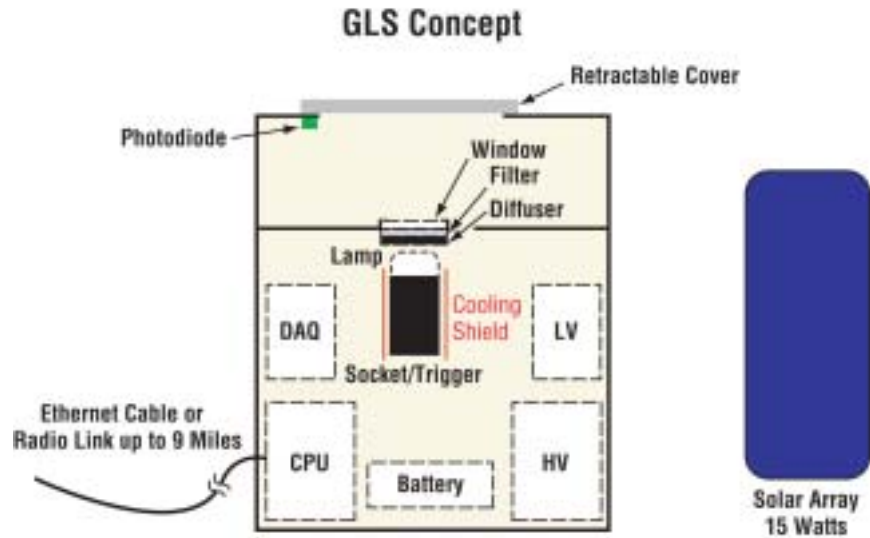 GLS Concept
Retractable Cover
Photodiode
Window
Filter
Diffuser
Lamp
Cooling
Shield
DAQ
LV
Socket/Trigger
Ethernet Cable or
Radio Link up to 9 Miles
CPU
Battery
HV
Solar Array
15 Watts